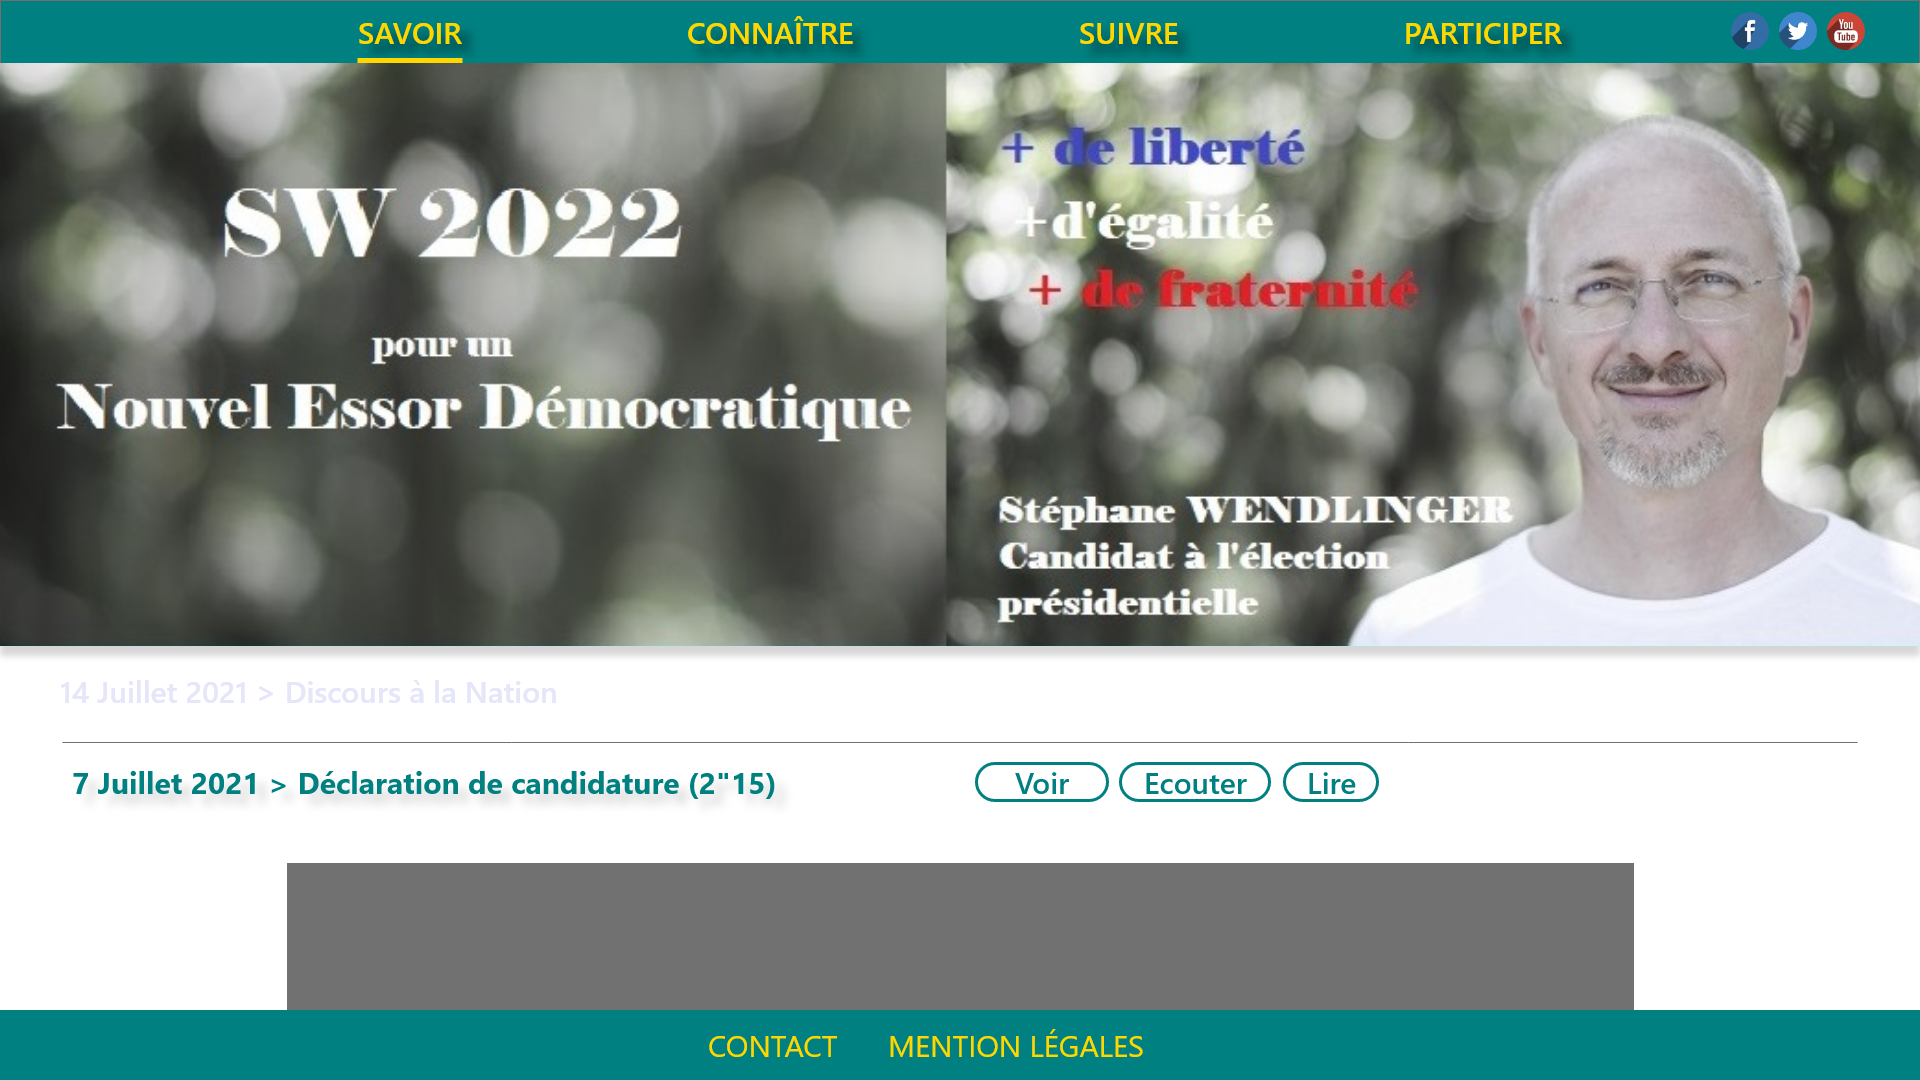 SAVOIR
CONNAÎTRE
SUIVRE
PARTICIPER
You
Tube
SW 2022
pour un
Nouvel Essor Démocratique
+ de liberté
+d'égalité
+ de fraternité
Stéphane WENDLINGER
Candidat à l'élection
présidentielle
14 Juillet 2021 > Discours à la Nation
7 Juillet 2021 > Déclaration de candidature (2"15)
Voir
Ecouter
Lire
CONTACT
MENTION LÉGALES